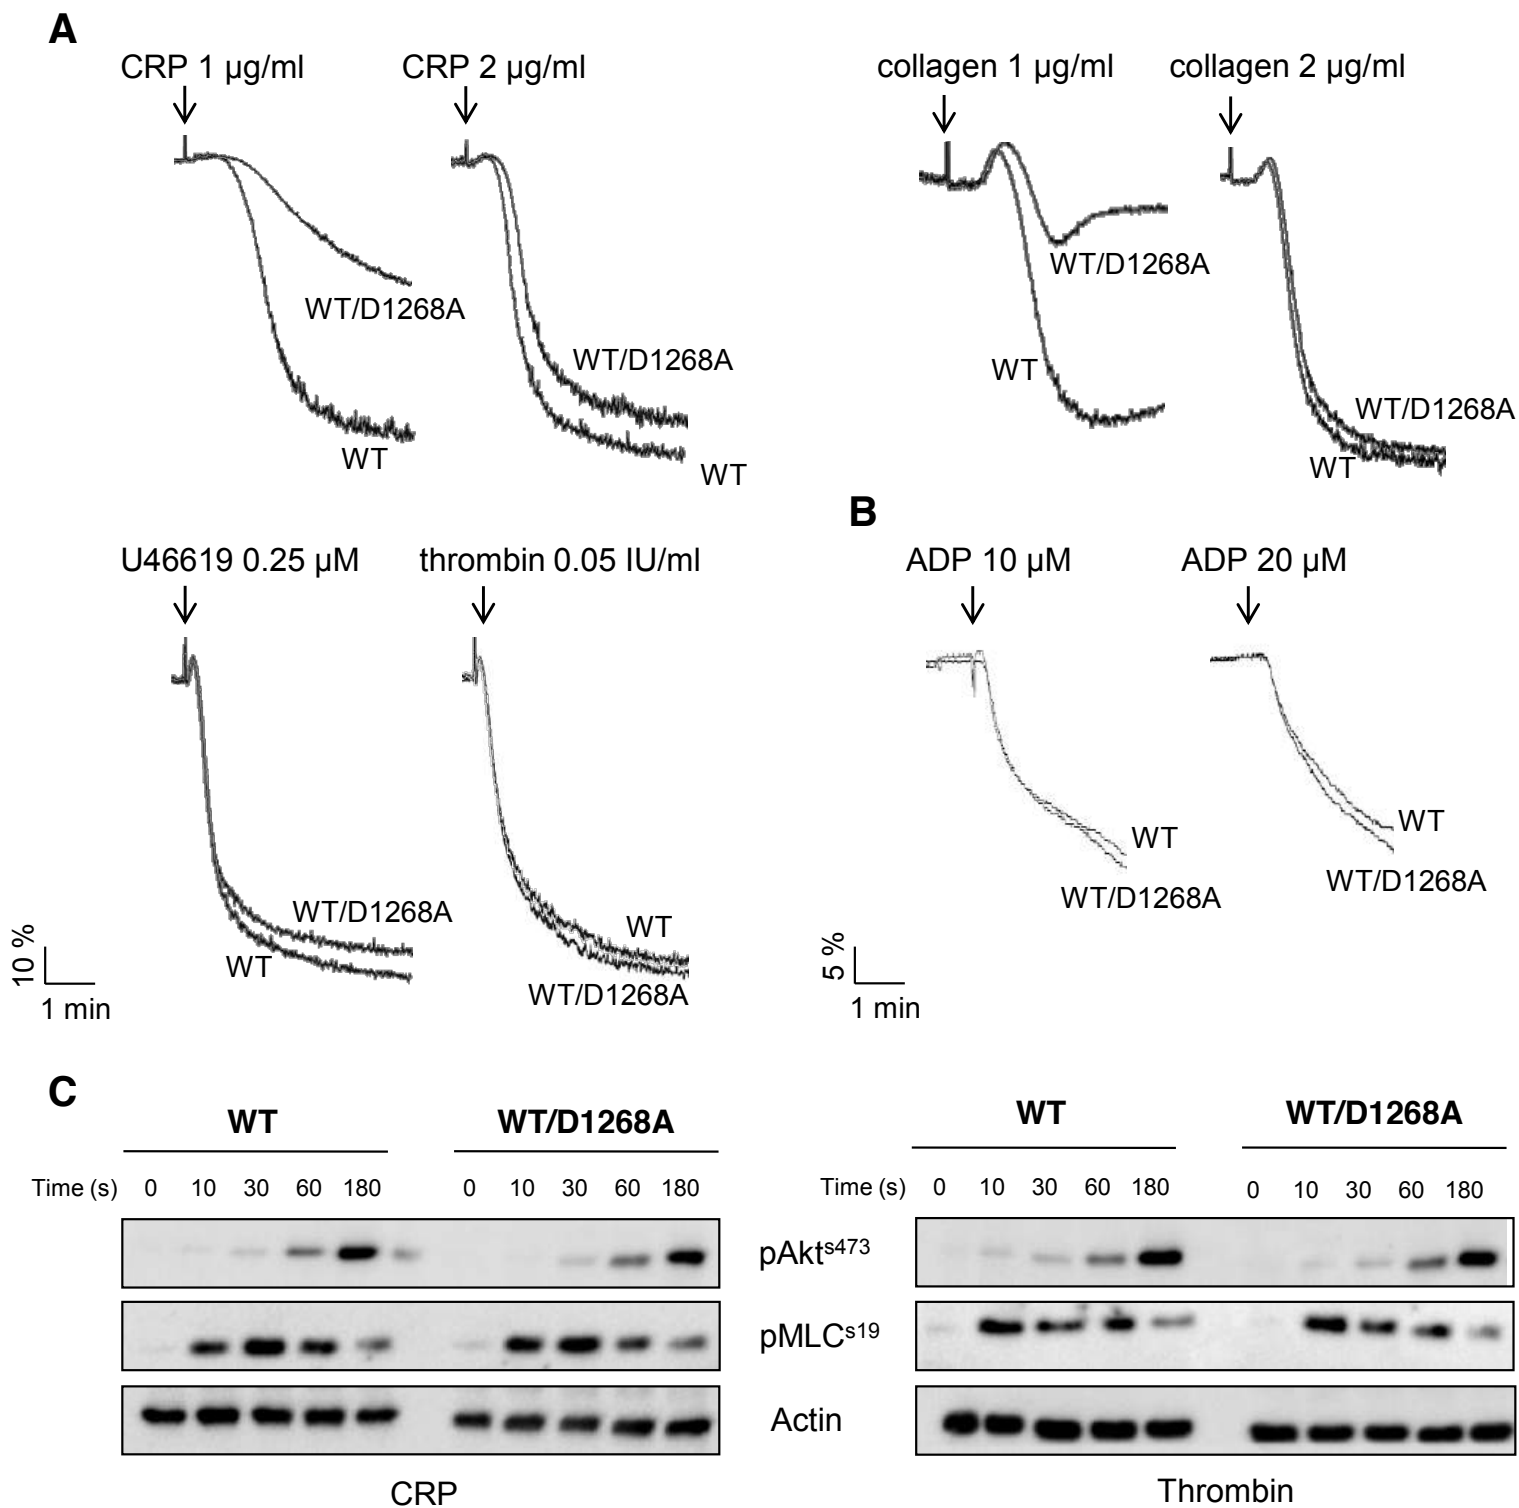 A
CRP 1 µg/ml
CRP 2 µg/ml
collagen 1 µg/ml
collagen 2 µg/ml
WT/D1268A
WT
WT/D1268A
WT
WT/D1268A
WT
WT/D1268A
WT
B
U46619 0.25 µM
thrombin 0.05 IU/ml
ADP 10 µM
ADP 20 µM
WT/D1268A
WT
WT
WT/D1268A
WT
WT/D1268A
WT
WT/D1268A
10 %
1 min
5 %
1 min
C
WT
WT/D1268A
WT
WT/D1268A
Time (s) 0 10 30 60 180 0 10 30 60 180
Time (s) 0 10 30 60 180 0 10 30 60 180
pAkts473
pMLCs19
Actin
CRP
Thrombin